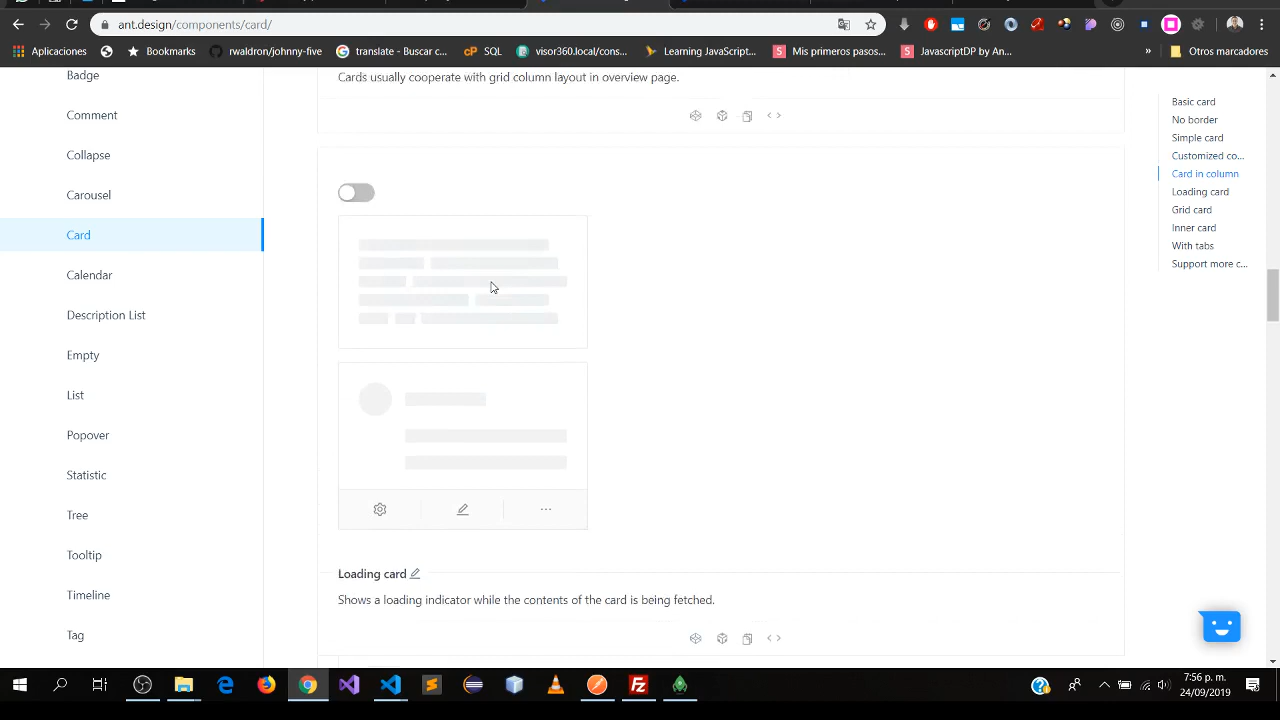 ant.design/components/card/
Aplicaciones
Bookmarks
rwaldron/johnny-five
translate - Buscar c...
cP SQL
visor360.local/cons...
Learning JavaScript...
Mis primeros pasos...
JavascriptDP by An...
»
Otros marcadores
Badge
Comment
Collapse
Carousel
Card
Calendar
Description List
Empty
List
Popover
Statistic
Tree
Tooltip
Timeline
Tag
Cards usually cooperate with grid column layout in overview page.
Loading card
Shows a loading indicator while the contents of the card is being fetched.
Basic card
No border
Simple card
Customized co...
Card in column
Loading card
Grid card
Inner card
With tabs
Support more c...
7:56 p. m.
24/09/2019